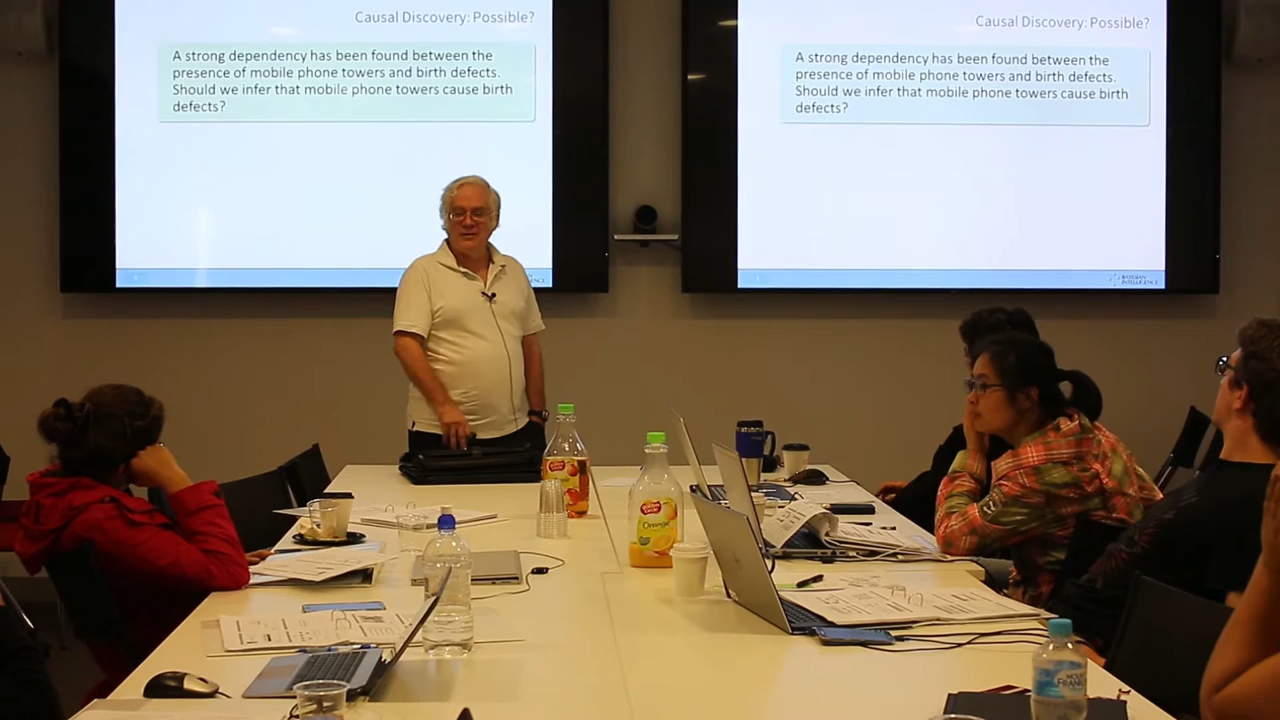 Causal Discovery: Possible?
A strong dependency has been found between the
presence of mobile phone towers and birth defects.
Should we infer that mobile phone towers cause birth
defects?
Causal Discovery: Possible?
A strong dependency has been found between the
presence of mobile phone towers and birth defects.
Should we infer that mobile phone towers cause birth
defects?
BAYESIAN
INTELLIGENCE
Orange